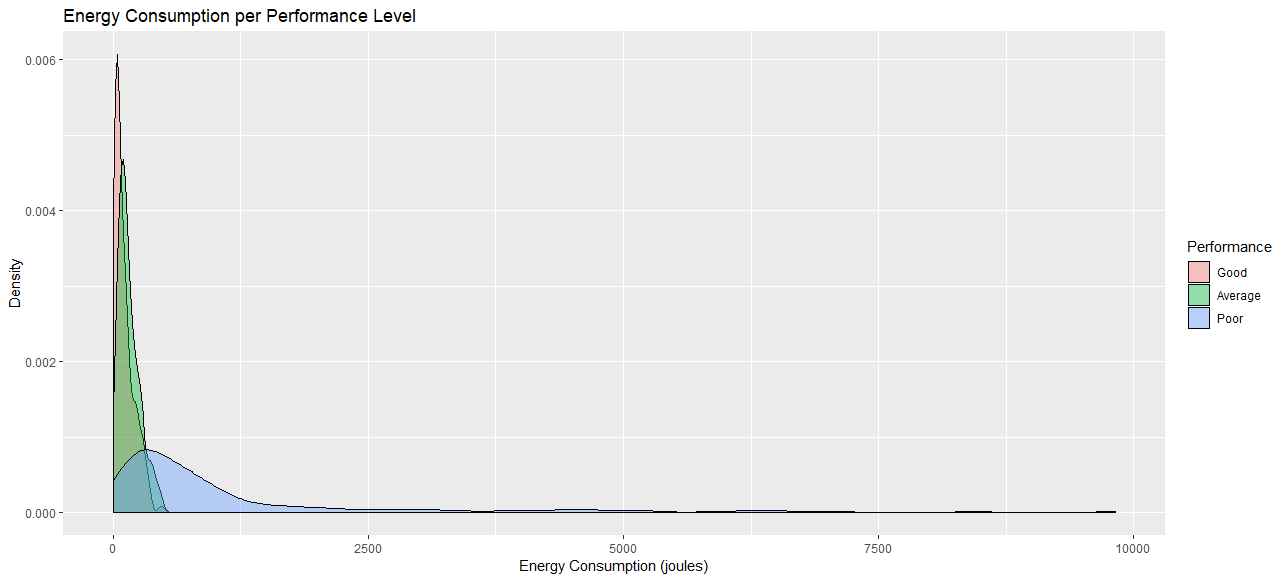 Energy Consumption per Performance Level
0.006
0.004
0.002
0.000
Density
0
2500
5000
7500
10000
Energy Consumption (joules)
Performance
Good
Average
Poor